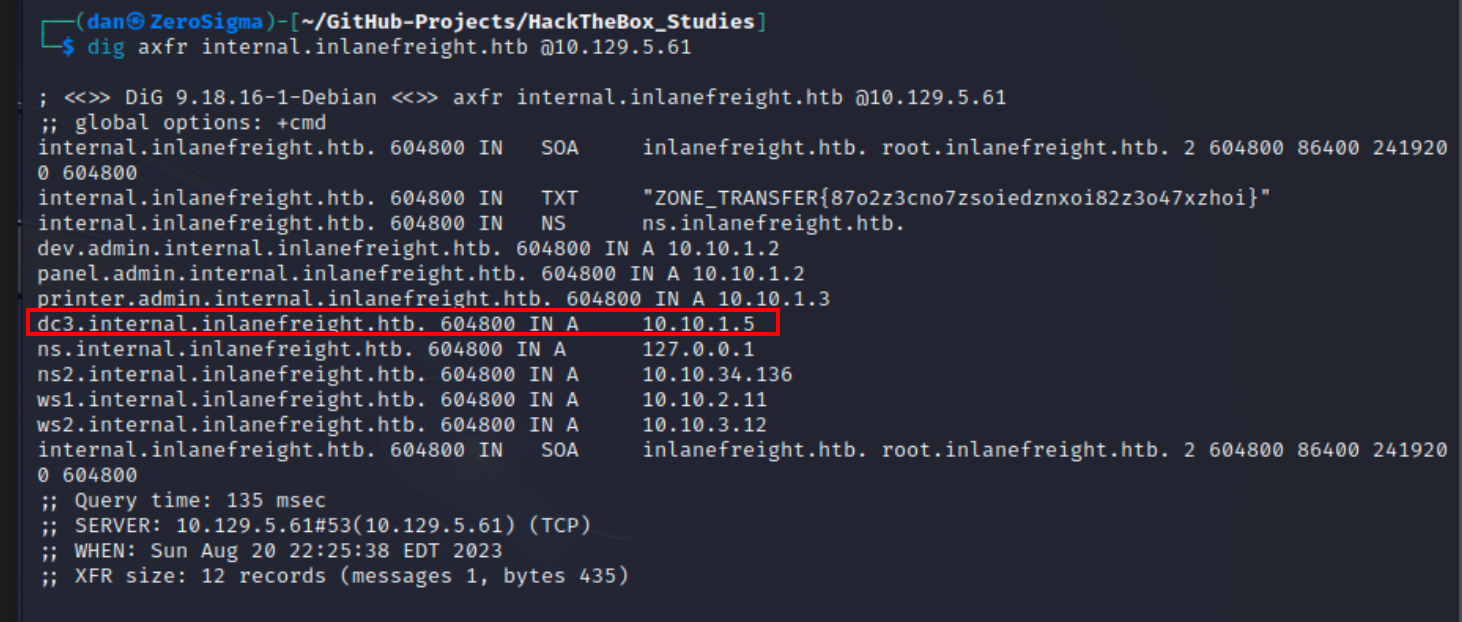 ┌──(dan㉿ZeroSigma)-[~/GitHub-Projects/HackTheBox_Studies]
└─$ dig axfr internal.inlanefreight.htb @10.129.5.61
; <<>> DiG 9.18.16-1-Debian <<>> axfr internal.inlanefreight.htb @10.129.5.61
;; global options: +cmd
internal.inlanefreight.htb. 604800 IN SOA inlanefreight.htb. root.inlanefreight.htb. 2 604800 86400 241920
0 604800
internal.inlanefreight.htb. 604800 IN TXT "ZONE_TRANSFER{87o2z3cno7zsoiedznxoi82z3o47xzhoi}"
internal.inlanefreight.htb. 604800 IN NS ns.inlanefreight.htb.
dev.admin.internal.inlanefreight.htb. 604800 IN A 10.10.1.2
panel.admin.internal.inlanefreight.htb. 604800 IN A 10.10.1.2
printer.admin.internal.inlanefreight.htb. 604800 IN A 10.10.1.3
dc3.internal.inlanefreight.htb. 604800 IN A 10.10.1.5
ns.internal.inlanefreight.htb. 604800 IN A 127.0.0.1
ns2.internal.inlanefreight.htb. 604800 IN A 10.10.34.136
ws1.internal.inlanefreight.htb. 604800 IN A 10.10.2.11
ws2.internal.inlanefreight.htb. 604800 IN A 10.10.3.12
internal.inlanefreight.htb. 604800 IN SOA inlanefreight.htb. root.inlanefreight.htb. 2 604800 86400 241920
0 604800
;; Query time: 135 msec
;; SERVER: 10.129.5.61#53(10.129.5.61) (TCP)
;; WHEN: Sun Aug 20 22:25:38 EDT 2023
;; XFR size: 12 records (messages 1, bytes 435)